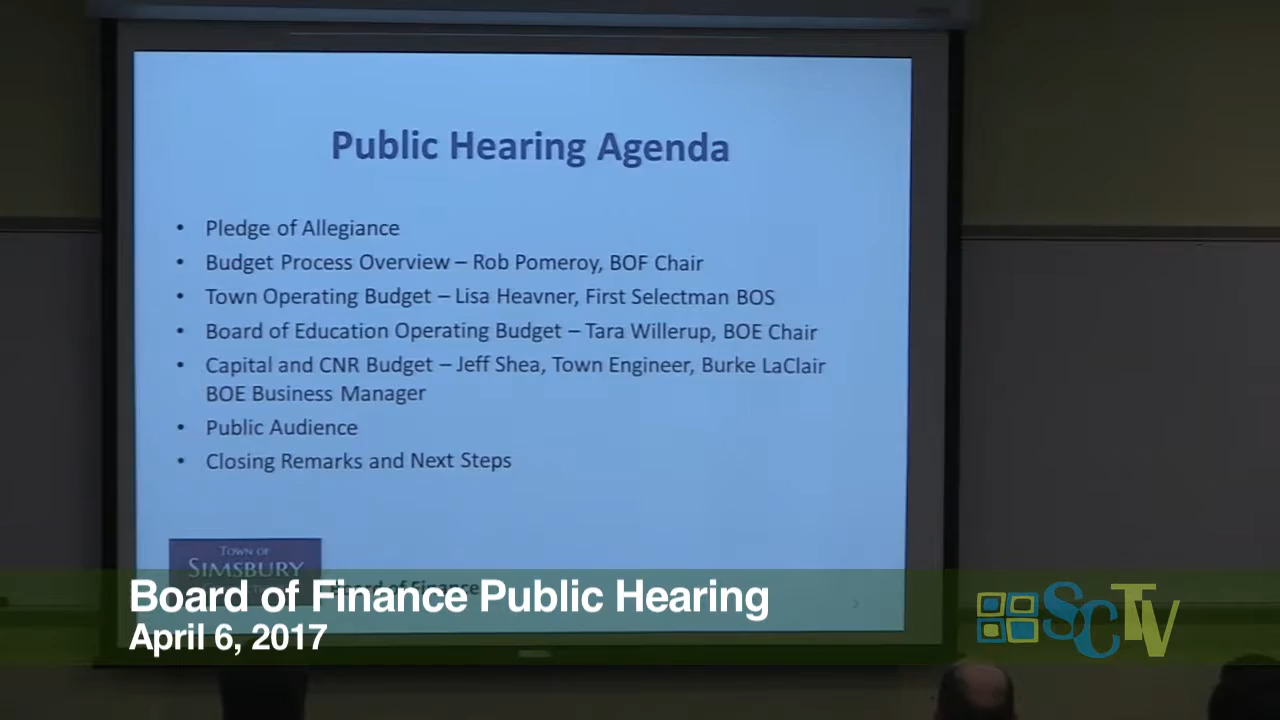 Public Hearing Agenda
• Pledge of Allegiance
• Budget Process Overview – Rob Pomeroy, BOF Chair
• Town Operating Budget – Lisa Heavner, First Selectman BOS
• Board of Education Operating Budget – Tara Willerup, BOE Chair
• Capital and CNR Budget – Jeff Shea, Town Engineer, Burke LaClair
BOE Business Manager
• Public Audience
• Closing Remarks and Next Steps
TOWN OF
SIMSBURY
Board of Finance
Board of Finance Public Hearing
April 6, 2017
SCTV